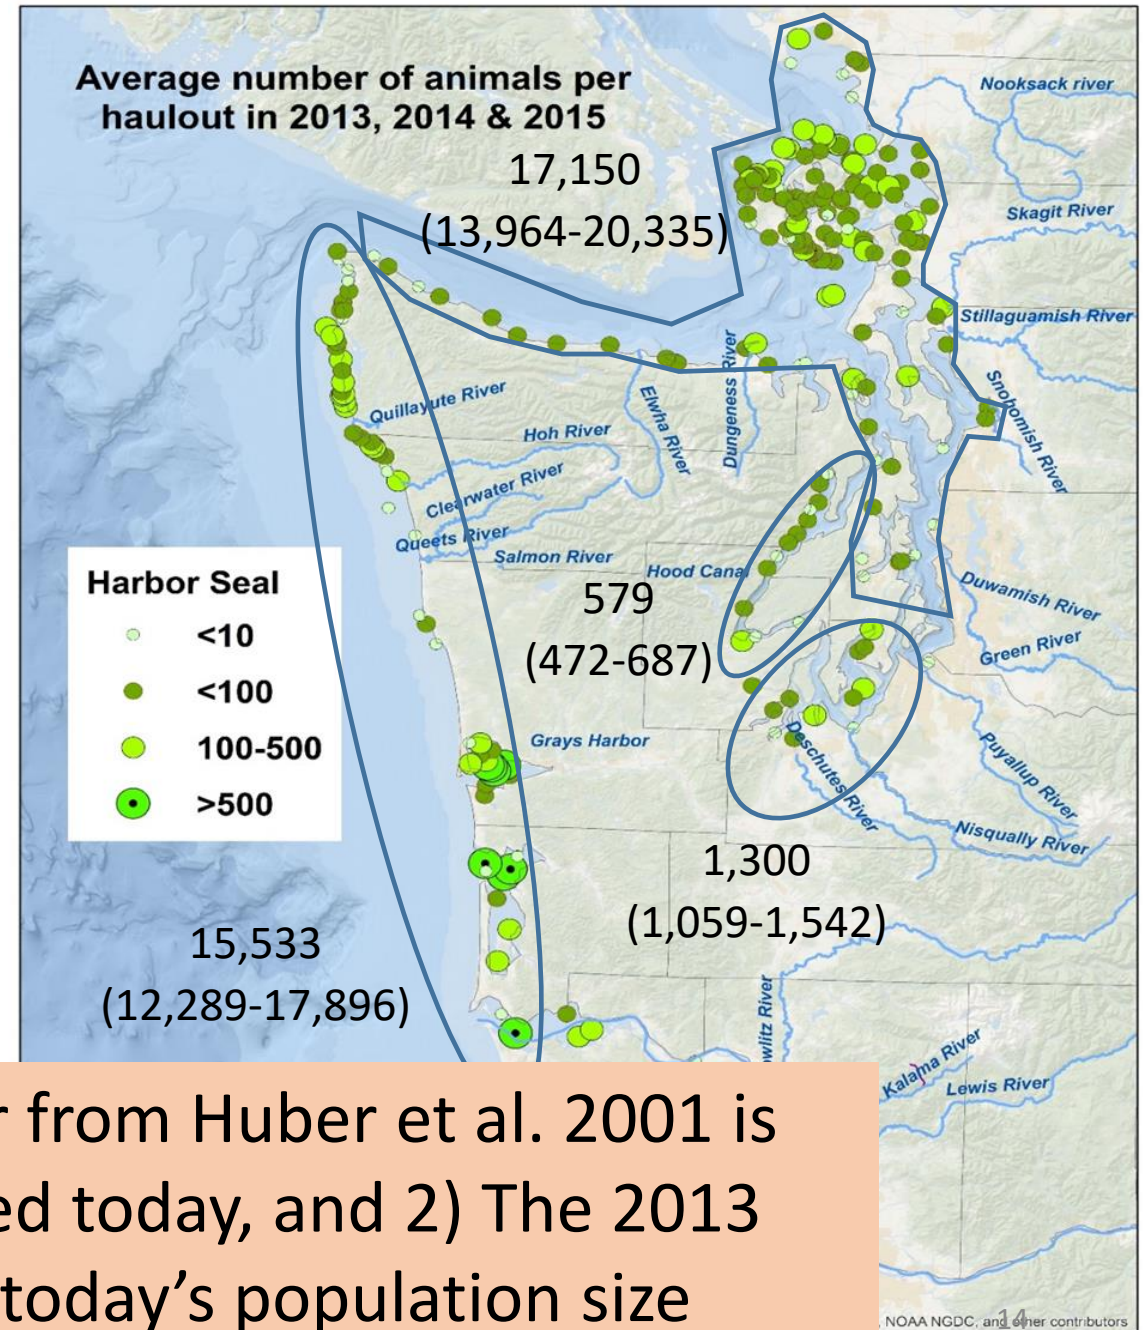 Average number of animals per
haulout in 2013, 2014 & 2015
17,150
(13,964-20,335)
Nooksack river
Skagit River
Stillaguamish River
Snohomish River
Quillayute River
Hoh River
Elwha River
Dungeness River
Clearwater River
Queets River
Salmon River
Hood Canal
579
(472-687)
Duwamish River
Green River
Harbor Seal
<10
<100
100-500
>500
Grays Harbor
Deschutes River
Puyallup River
Nisqually River
1,300
(1,059-1,542)
15,533
(12,289-17,896)
wlitz River
Kalama River
Lewis River
r from Huber et al. 2001 is
ed today, and 2) The 2013
today’s population size
, NOAA NGDC, and other contributors
14